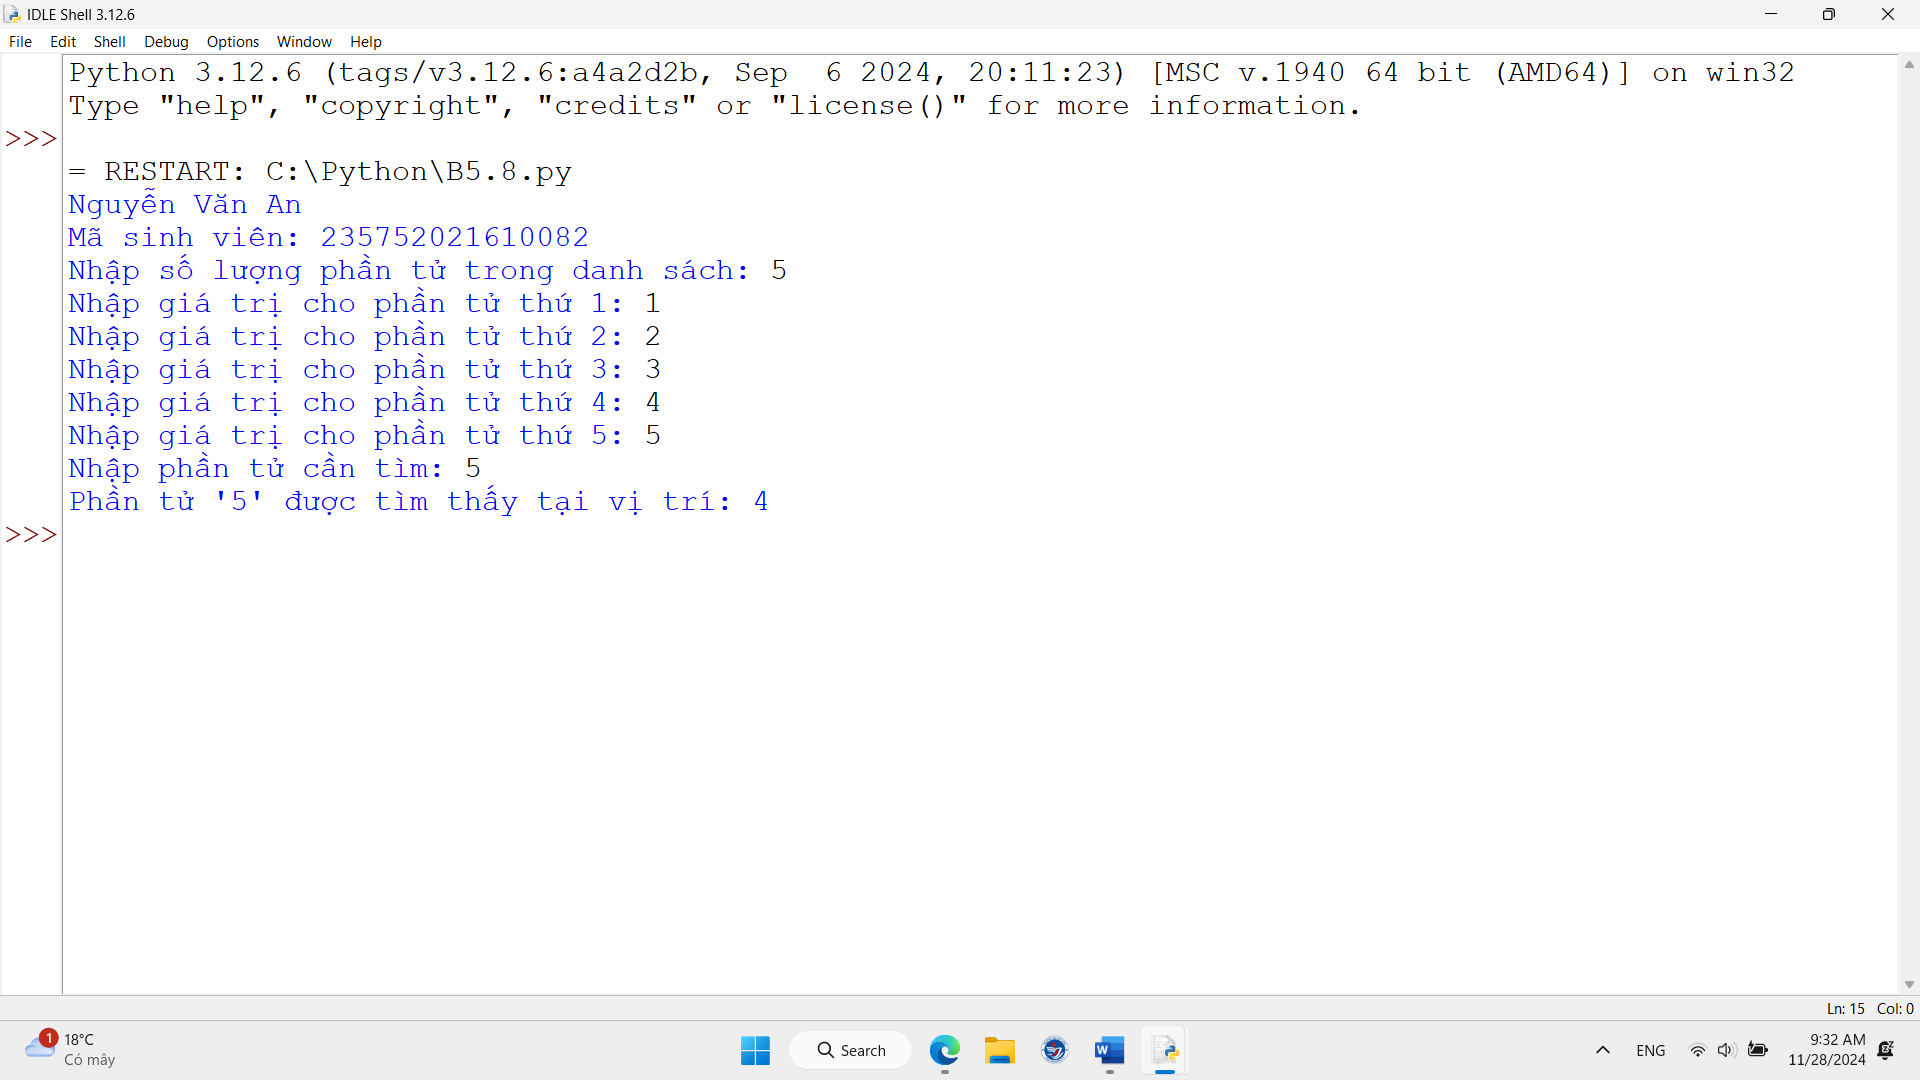 IDLE Shell 3.12.6
File Edit Shell Debug Options Window Help
Python 3.12.6 (tags/v3.12.6:a4a2d2b, Sep  6 2024, 20:11:23) [MSC v.1940 64 bit (AMD64)] on win32
Type "help", "copyright", "credits" or "license()" for more information.
>>>
= RESTART: C:\Python\B5.8.py
Nguyễn Văn An
Mã sinh viên: 235752021610082
Nhập số lượng phần tử trong danh sách: 5
Nhập giá trị cho phần tử thứ 1: 1
Nhập giá trị cho phần tử thứ 2: 2
Nhập giá trị cho phần tử thứ 3: 3
Nhập giá trị cho phần tử thứ 4: 4
Nhập giá trị cho phần tử thứ 5: 5
Nhập phần tử cần tìm: 5
Phần tử '5' được tìm thấy tại vị trí: 4
>>>
Ln: 15 Col: 0
1
18°C
Có mây
Search
W
ENG
9:32 AM
11/28/2024